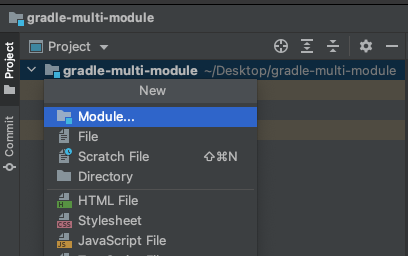 gradle-multi-module
Project
Project
gradle-multi-module ~/Desktop/gradle-multi-module
New
Module...
File
Scratch File ⇧⌘N
Directory
Commit
HTML File
Stylesheet
JavaScript File